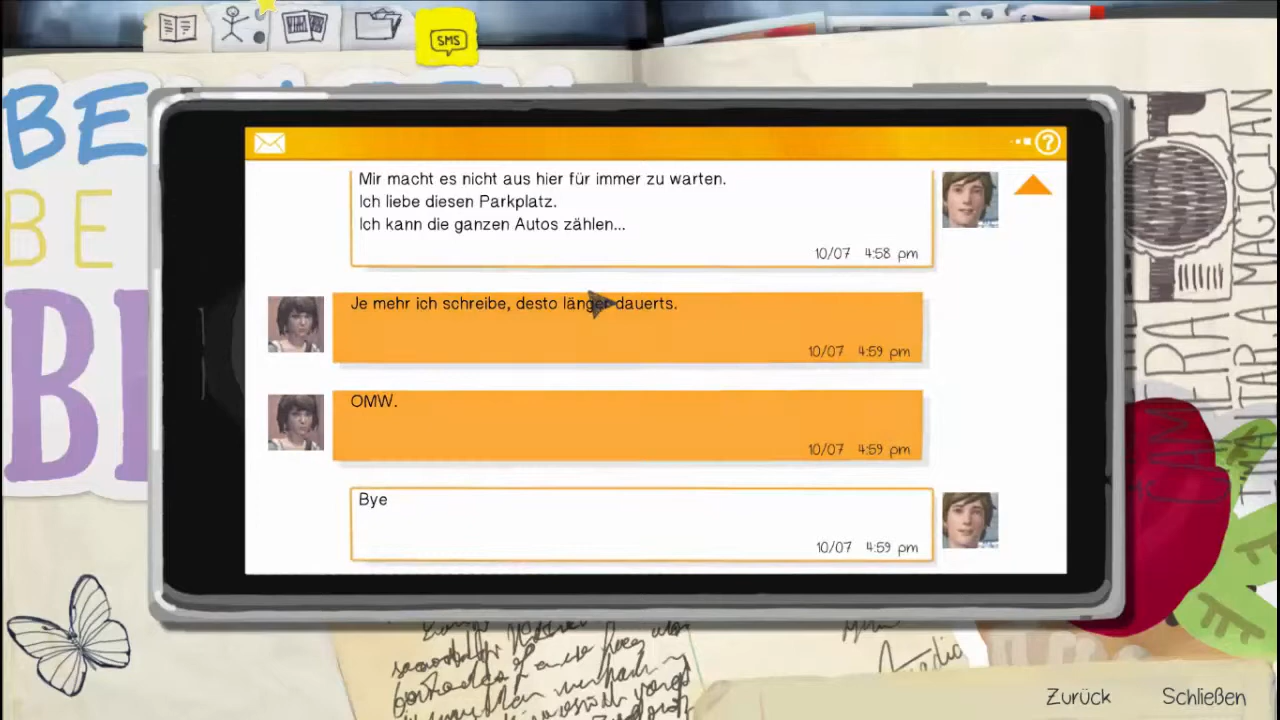 SMS
Mir macht es nicht aus hier für immer zu warten.
Ich liebe diesen Parkplatz.
Ich kann die ganzen Autos zählen...
10/07 4:58 pm
Je mehr ich schreibe, desto länger dauerts.
10/07 4:59 pm
OMW.
10/07 4:59 pm
Bye
10/07 4:59 pm
BE
MAGICIAN
Zurück
Schließen